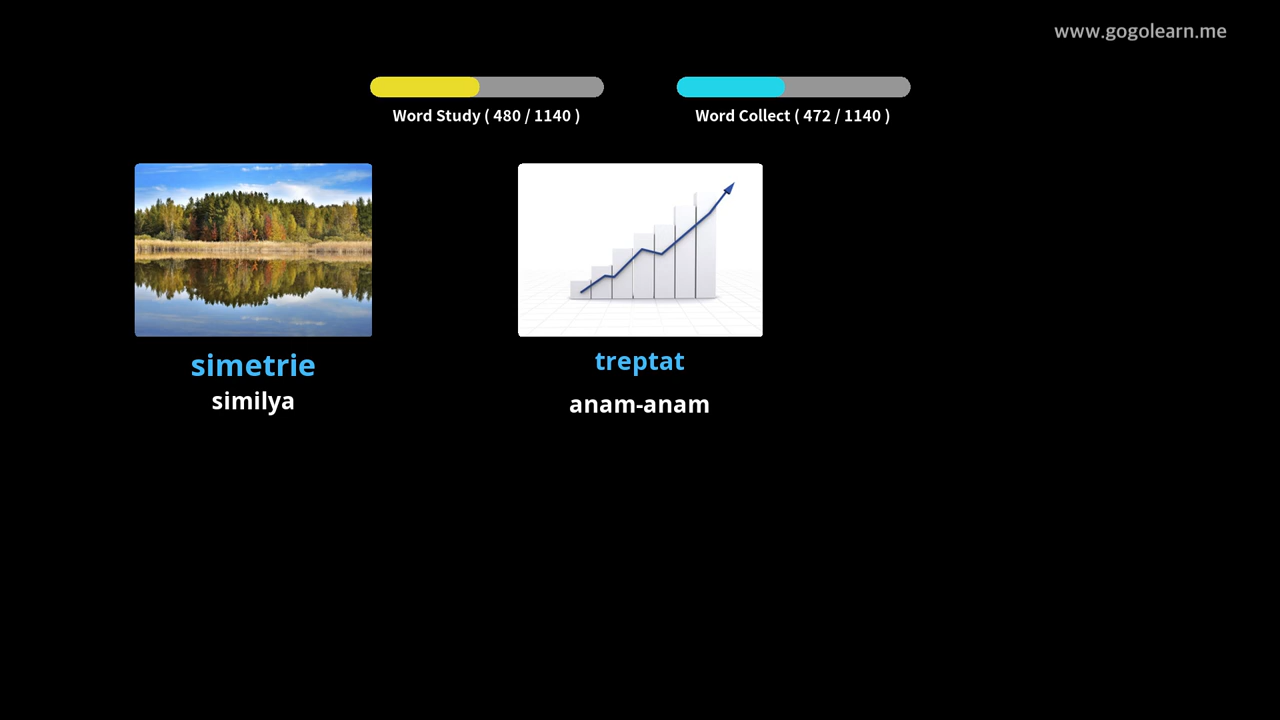 www.gogolearn.me
Word Study ( 480 / 1140 )
Word Collect ( 472 / 1140 )
simetrie
similya
treptat
anam-anam